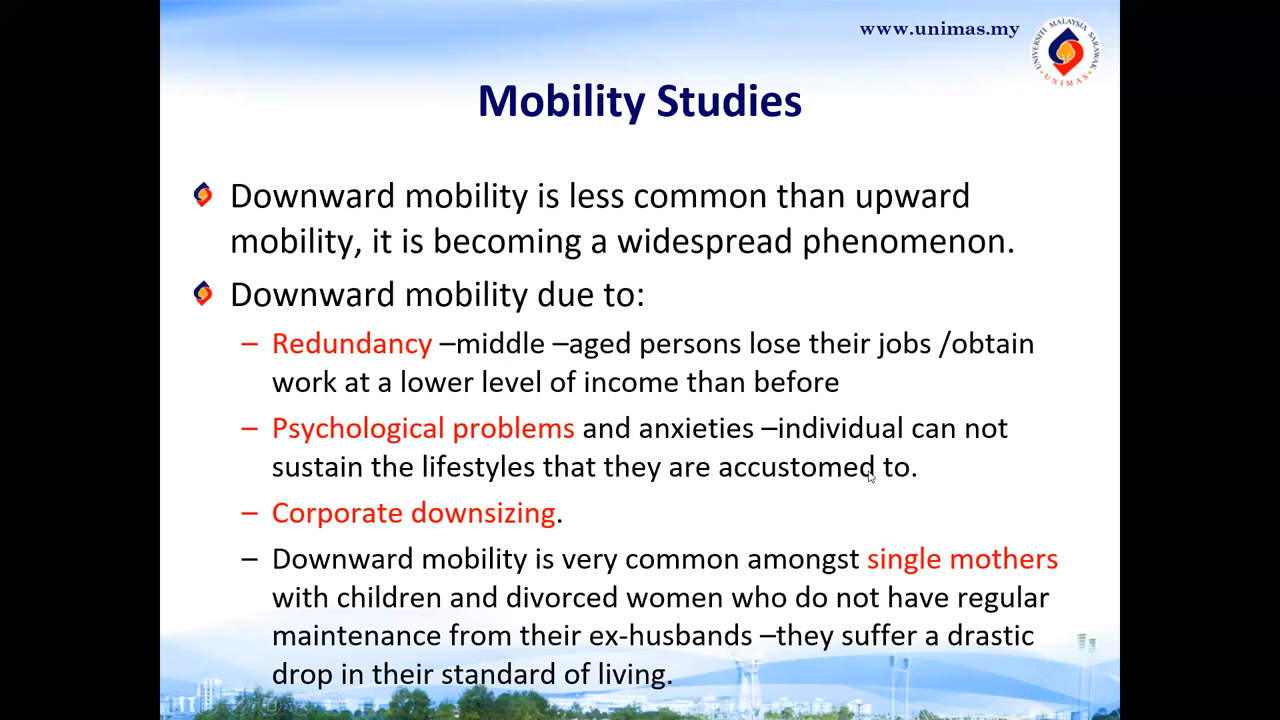 www.unimas.my
UNIVERSITI MALAYSIA SARAWAK
UNIMAS
Mobility Studies
Downward mobility is less common than upward
mobility, it is becoming a widespread phenomenon.
Downward mobility due to:
– Redundancy –middle –aged persons lose their jobs /obtain
work at a lower level of income than before
– Psychological problems and anxieties –individual can not
sustain the lifestyles that they are accustomed to.
– Corporate downsizing.
– Downward mobility is very common amongst single mothers
with children and divorced women who do not have regular
maintenance from their ex-husbands –they suffer a drastic
drop in their standard of living.